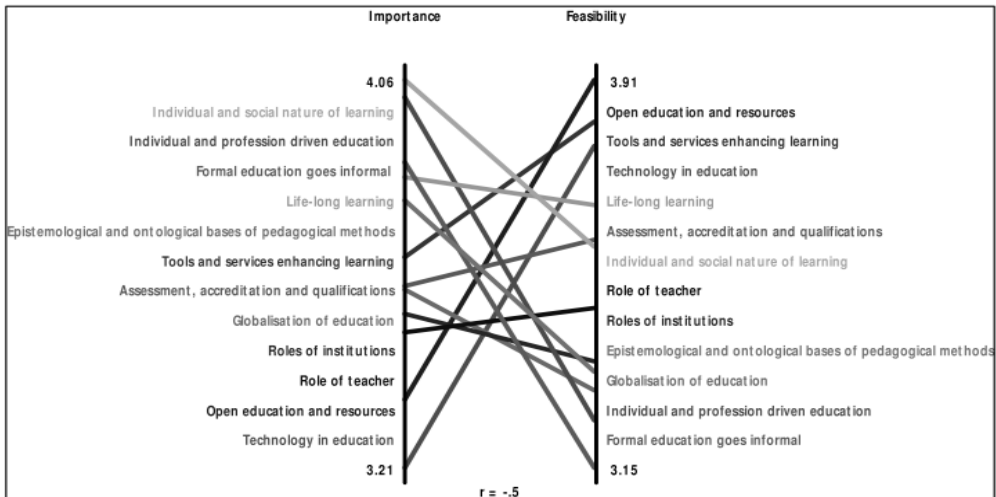 Importance Feasibility
4.06 3.91
Individual and social nature of learning Open education and resources
Individual and profession driven education Tools and services enhancing learning
Formal education goes informal Technology in education
Life-long learning Life-long learning
Epistemological and ontological bases of pedagogical methods Assessment, accreditation and qualifications
Tools and services enhancing learning Individual and social nature of learning
Assessment, accreditation and qualifications Role of teacher
Globalisation of education Roles of institutions
Roles of institutions Epistemological and ontological bases of pedagogical methods
Role of teacher Globalisation of education
Open education and resources Individual and profession driven education
Technology in education Formal education goes informal
3.21 3.15
r = -.5